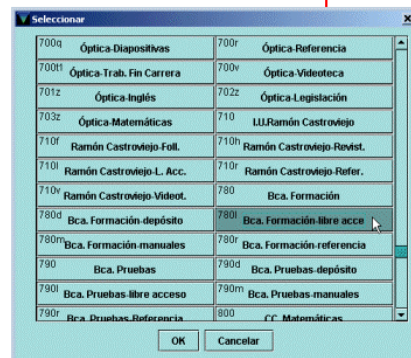 Seleccionar
700q Óptica-Diapositivas 700r Óptica-Referencia
700t1 Óptica-Trab. Fin Carrera 700v Óptica-Videoteca
701z Óptica-Inglés 702z Óptica-Legislación
703z Óptica-Matemáticas 710 I.U.Ramón Castroviejo
710f Ramón Castroviejo-Foll. 710h Ramón Castroviejo-Revist.
710l Ramón Castroviejo-L. Acc. 710r Ramón Castroviejo-Refer.
710v Ramón Castroviejo-Videot. 780 Bca. Formación
780d Bca. Formación-depósito 780l Bca. Formación-libre acce
780m Bca. Formación-manuales 780r Bca. Formación-referencia
790 Bca. Pruebas 790d Bca. Pruebas-depósito
790l Bca. Pruebas-libre acceso 790m Bca. Pruebas-manuales
790r Bca. Pruebas-Referencia 800 CC. Matemáticas
OK Cancelar